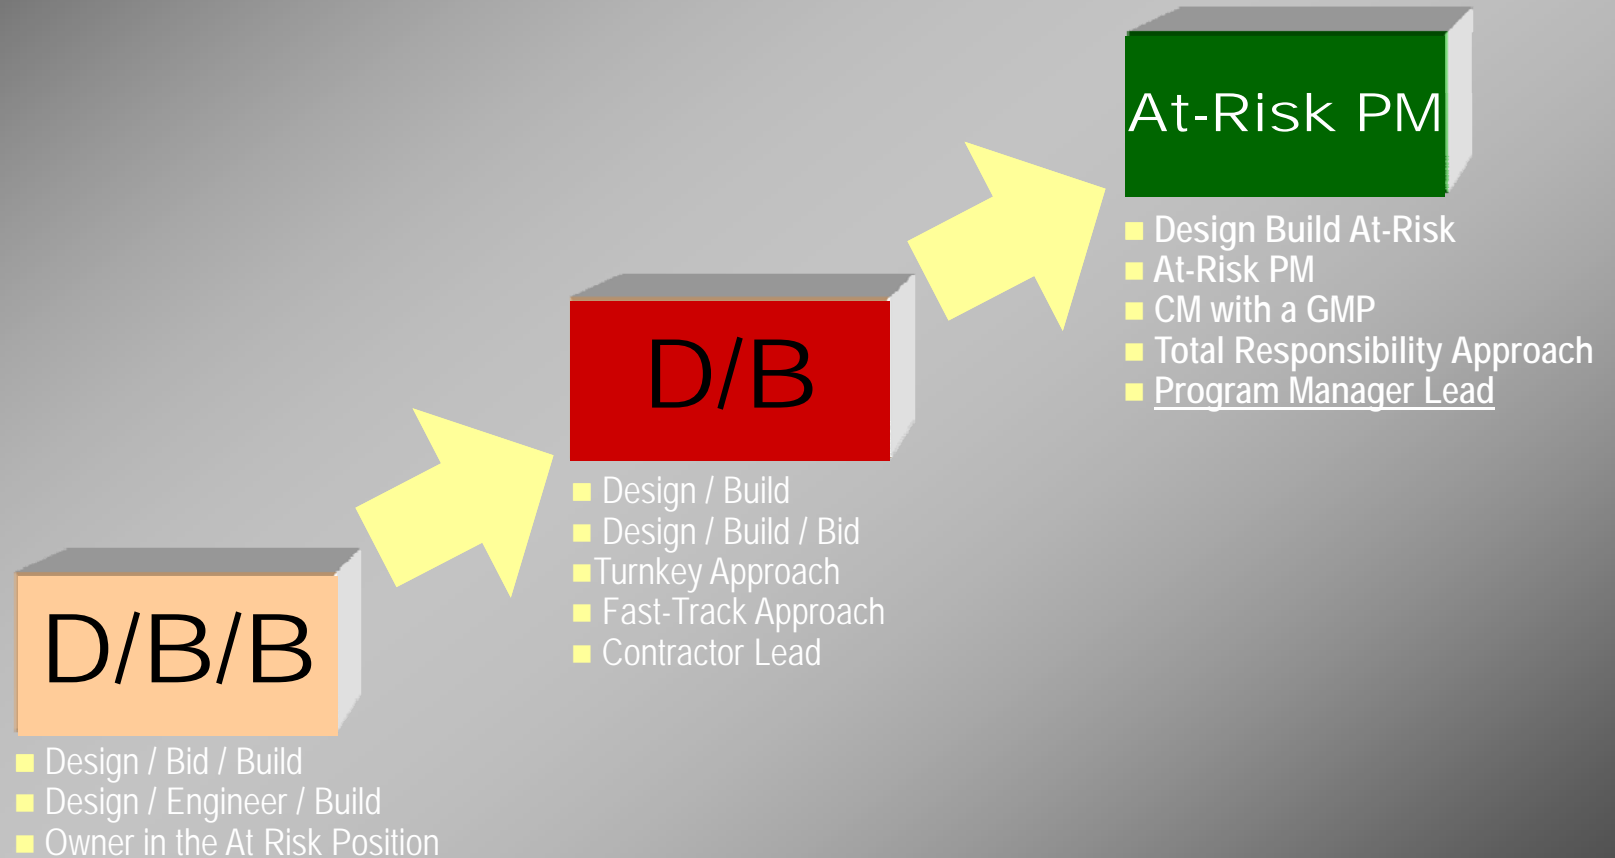 At-Risk PM
Design Build At-Risk
At-Risk PM
CM with a GMP
Total Responsibility Approach
Program Manager Lead
D/B
Design / Build
Design / Build / Bid
Turnkey Approach
Fast-Track Approach
Contractor Lead
D/B/B
Design / Bid / Build
Design / Engineer / Build
Owner in the At Risk Position